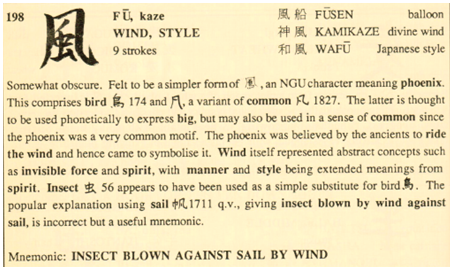 198 風 FŪ, kaze 風船 FŪSEN balloon
WIND, STYLE 神風 KAMIKAZE divine wind
9 strokes 和風 WAFŪ Japanese style
Somewhat obscure. Felt to be a simpler form of , an NGU character meaning phoenix.
This comprises bird 鳥 174 and , a variant of common 凡 1827. The latter is thought
to be used phonetically to express big, but may also be used in a sense of common since
the phoenix was a very common motif. The phoenix was believed by the ancients to ride
the wind and hence came to symbolise it. Wind itself represented abstract concepts such
as invisible force and spirit, with manner and style being extended meanings from
spirit. Insect 虫 56 appears to have been used as a simple substitute for bird 鳥. The
popular explanation using sail 帆 1711 q.v., giving insect blown by wind against
sail, is incorrect but a useful mnemonic.
Mnemonic: INSECT BLOWN AGAINST SAIL BY WIND